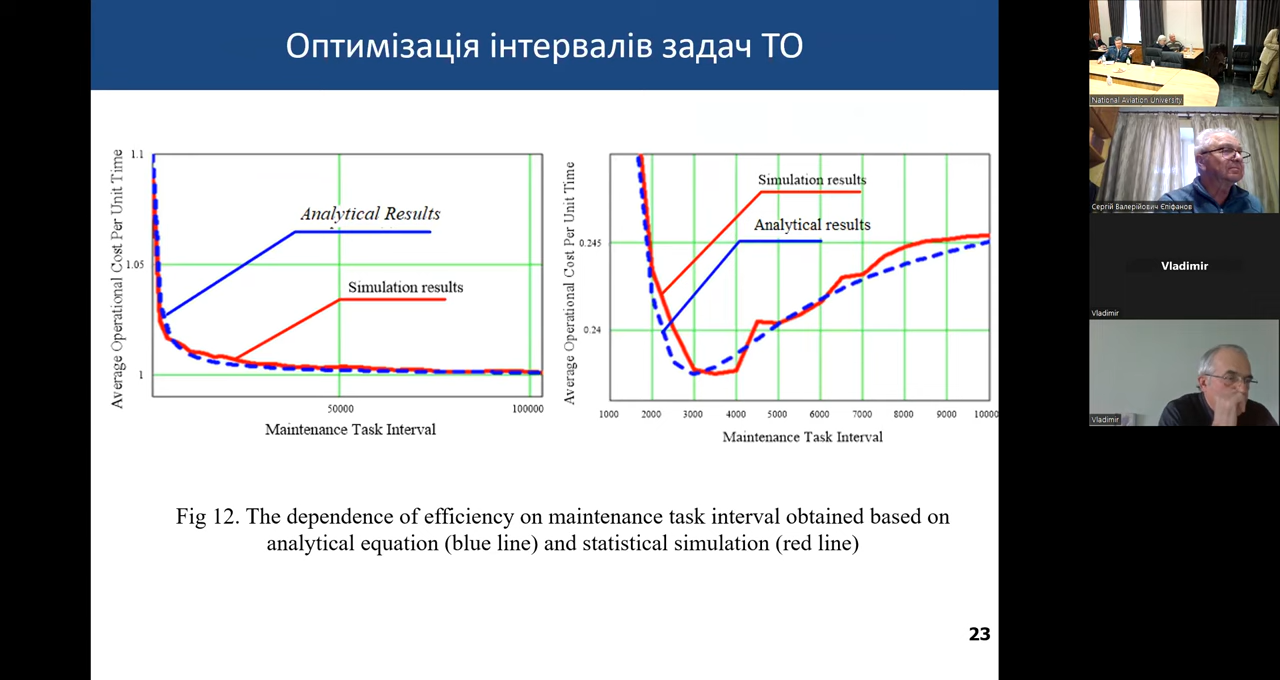 Оптимізація інтервалів задач ТО
Average Operational Cost Per Unit Time
1.1
1.05
1
Analytical Results
Simulation results
50000
100000
Maintenance Task Interval
Average Operational Cost Per Unit Time
0.245
0.24
Simulation results
Analytical results
1000 2000 3000 4000 5000 6000 7000 8000 9000 10000
Maintenance Task Interval
Fig 12. The dependence of efficiency on maintenance task interval obtained based on
analytical equation (blue line) and statistical simulation (red line)
23
National Aviation University
Сергій Валерійович Єпіфанов
Vladimir
Vladimir
Vladimir